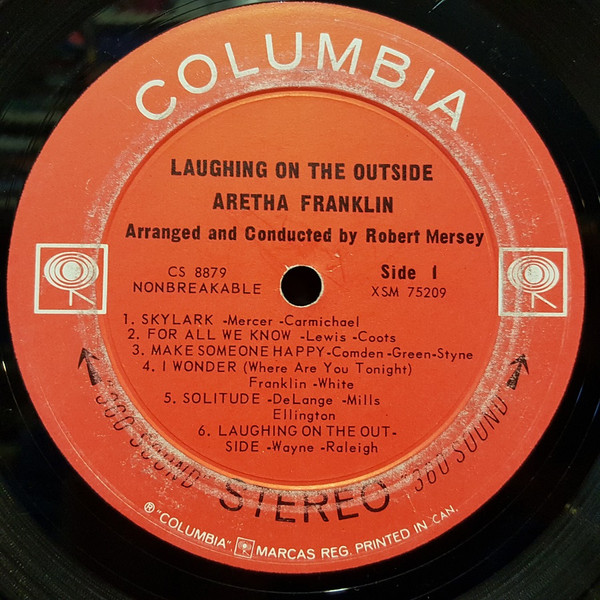 COLUMBIA
LAUGHING ON THE OUTSIDE
ARETHA FRANKLIN
Arranged and Conducted by Robert Mersey
CS 8879
NONBREAKABLE
Side 1
XSM 75209
1. SKYLARK -Mercer -Carmichael
2. FOR ALL WE KNOW -Lewis -Coots
3. MAKE SOMEONE HAPPY-Comden-Green-Styne
4. I WONDER (Where Are You Tonight)
Franklin -White
5. SOLITUDE -DeLange -Mills
Ellington
6. LAUGHING ON THE OUT-
SIDE -Wayne -Raleigh
360 SOUND STEREO 360 SOUND
® "COLUMBIA" MARCAS REG. PRINTED IN CAN.